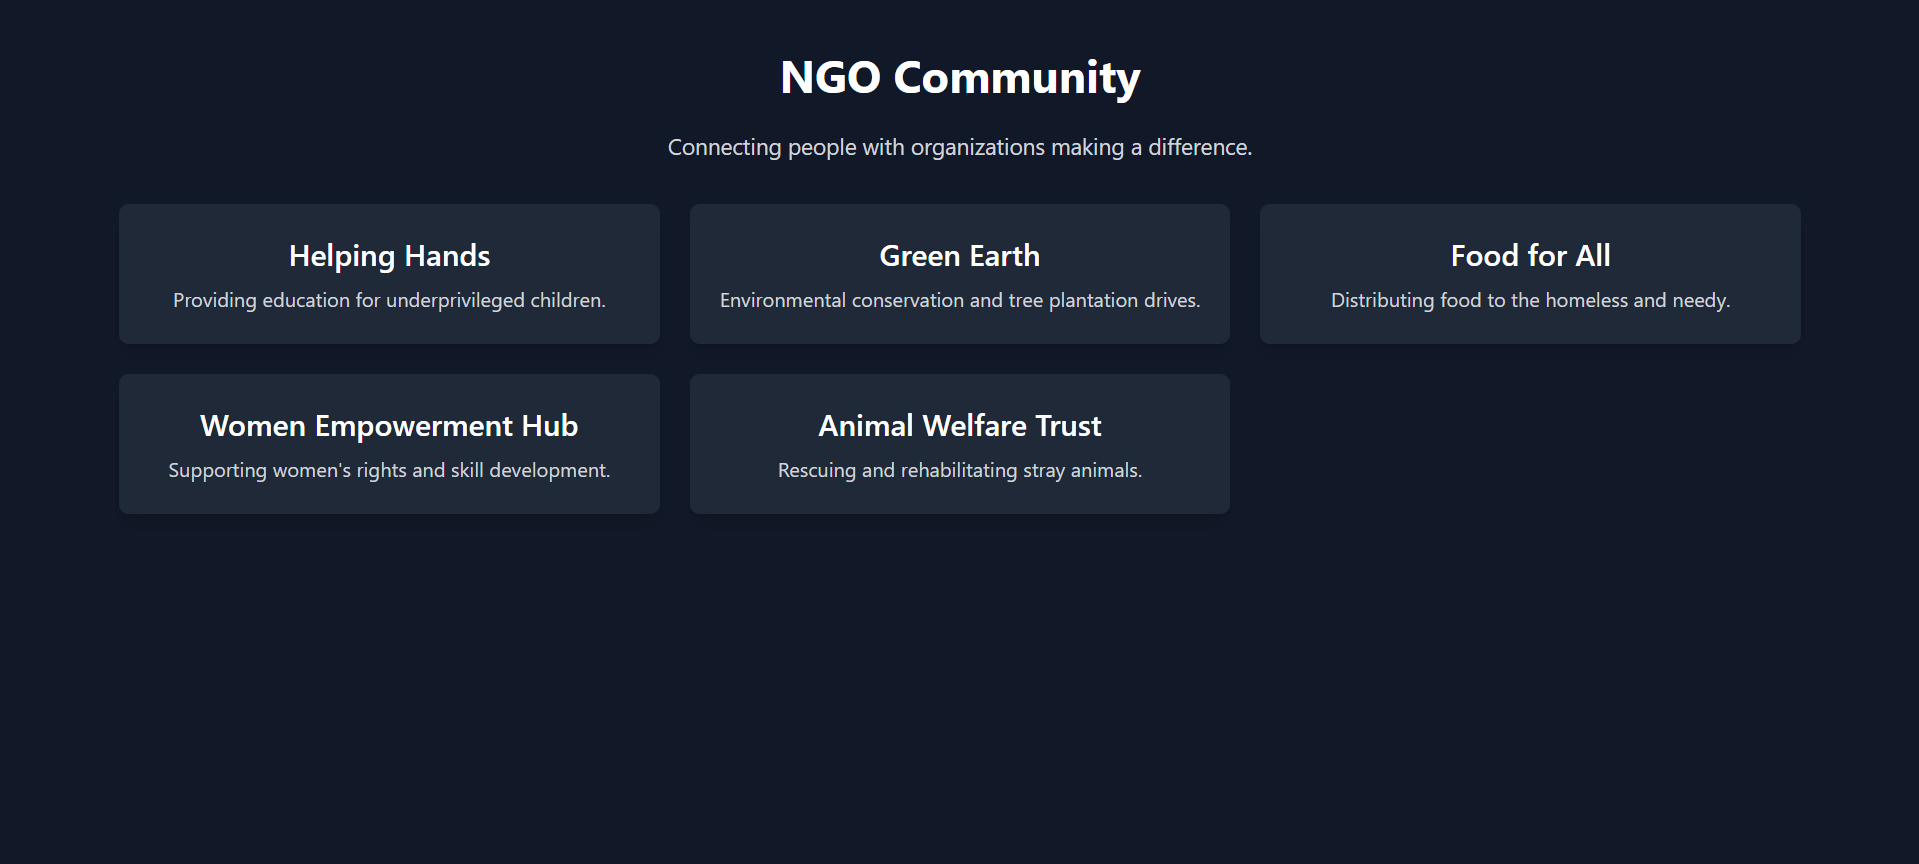 NGO Community
Connecting people with organizations making a difference.
Helping Hands
Providing education for underprivileged children.
Green Earth
Environmental conservation and tree plantation drives.
Food for All
Distributing food to the homeless and needy.
Women Empowerment Hub
Supporting women's rights and skill development.
Animal Welfare Trust
Rescuing and rehabilitating stray animals.